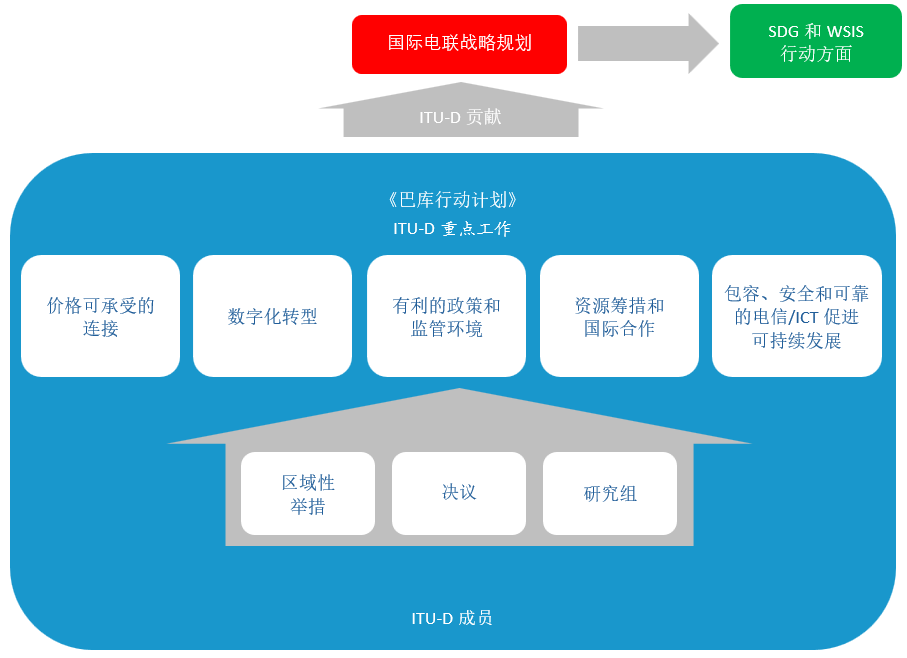 国际电联战略规划
SDG 和 WSIS
行动方面
ITU-D 贡献
《巴库行动计划》
ITU-D 重点工作
价格可承受的
连接
数字化转型
有利的政策和
监管环境
资源筹措和
国际合作
包容、安全和可靠
的电信/ICT 促进
可持续发展
区域性
举措
决议
研究组
ITU-D 成员